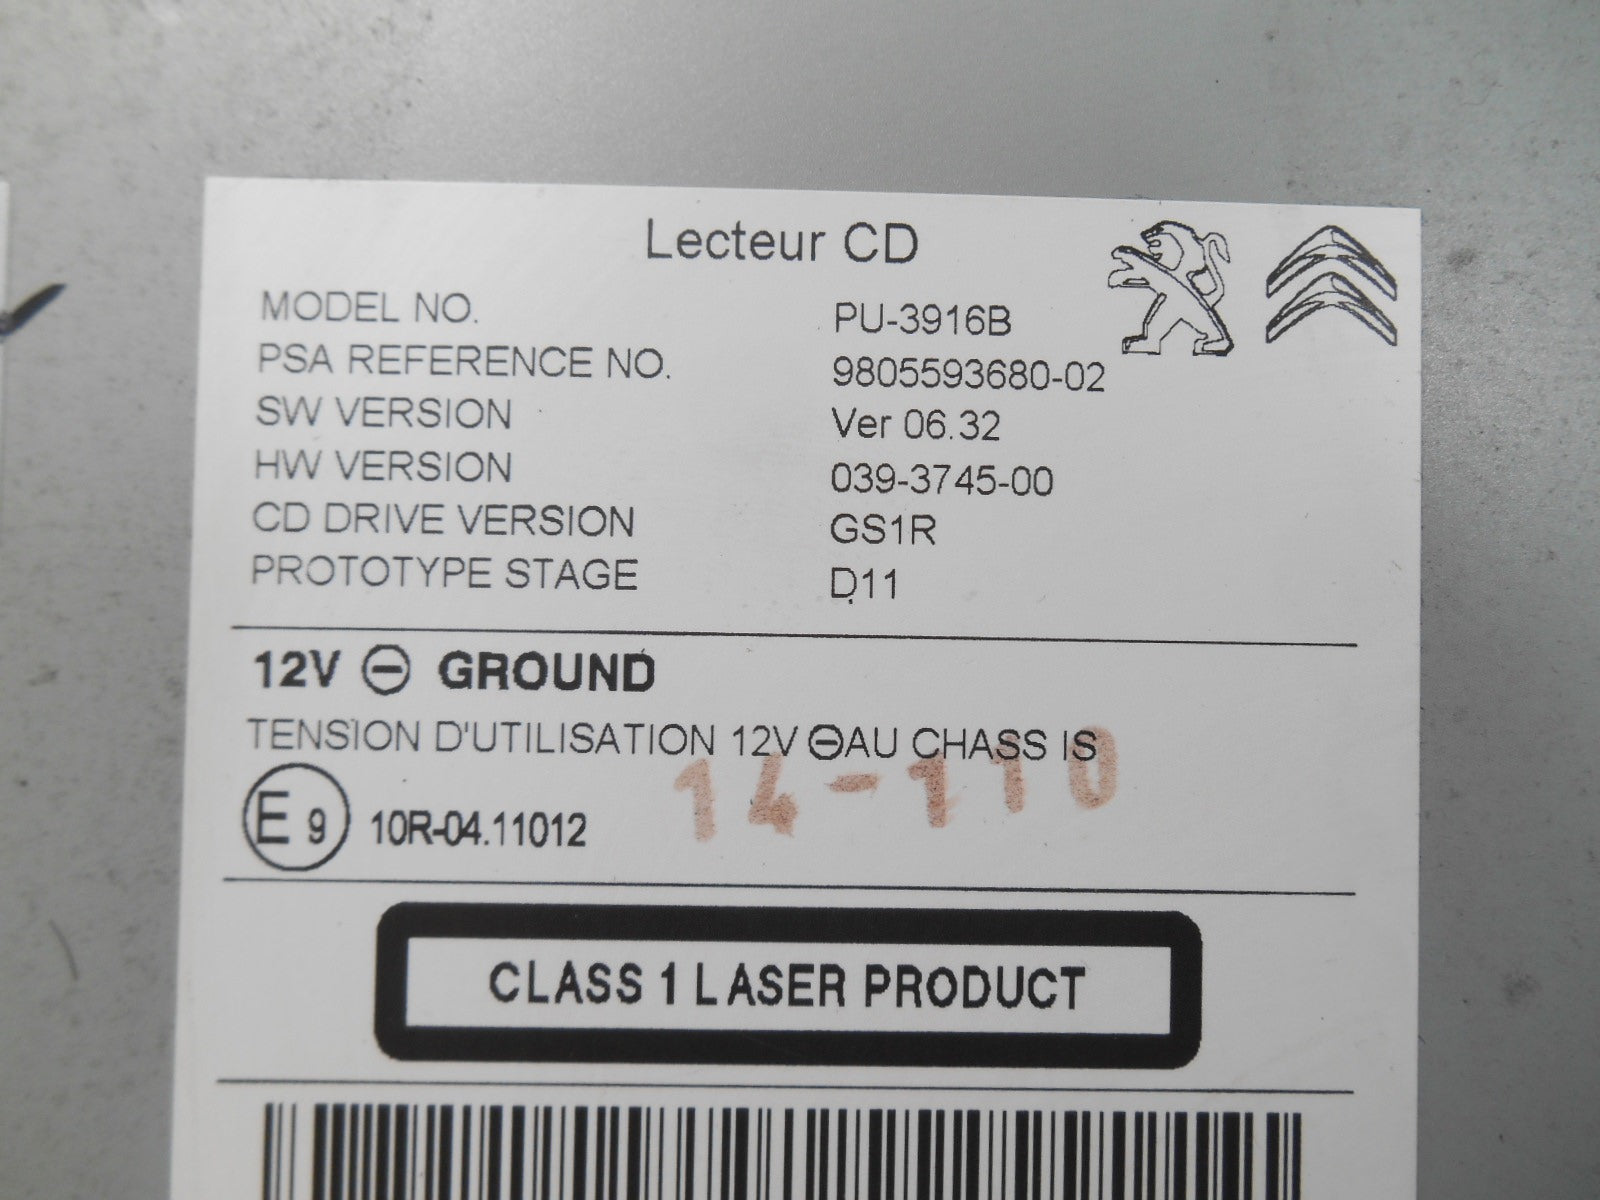 Lecteur CD
MODEL NO. PU-3916B
PSA REFERENCE NO. 9805593680-02
SW VERSION Ver 06.32
HW VERSION 039-3745-00
CD DRIVE VERSION GS1R
PROTOTYPE STAGE D11
12V ⊖ GROUND
TENSION D'UTILISATION 12V ⊖AU CHASS IS
14-110
E9 10R-04.11012
CLASS 1 LASER PRODUCT